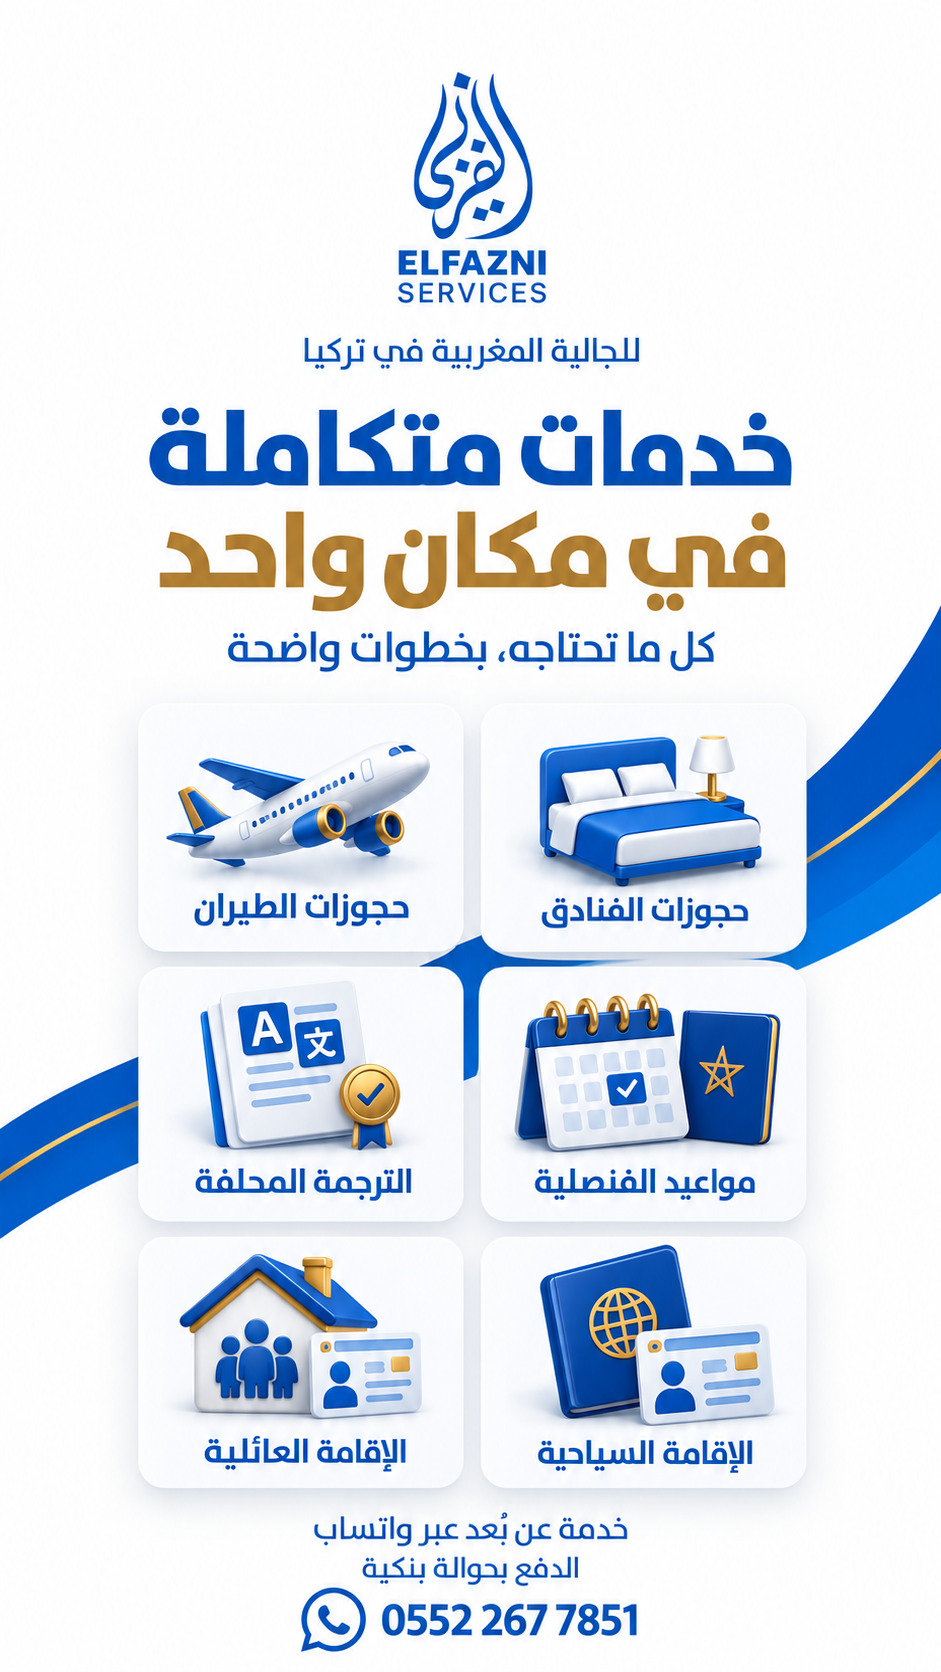 الفزني
ELFAZNI
SERVICES
للجالية المغربية في تركيا
خدمات متكاملة
في مكان واحد
كل ما تحتاجه، بخطوات واضحة
حجوزات الفنادق
حجوزات الطيران
مواعيد القنصلية
A 文
الترجمة المحلفة
الإقامة السياحية
الإقامة العائلية
خدمة عن بُعد عبر واتساب
الدفع بحوالة بنكية
0552 267 7851